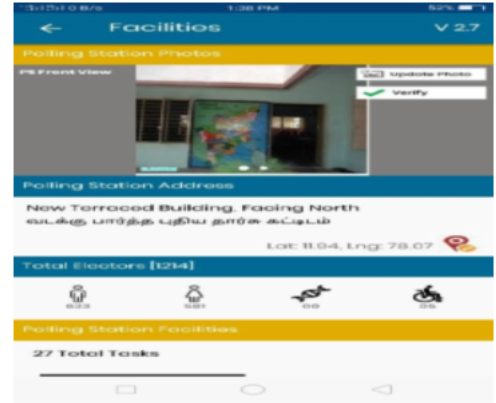 0 B/s 1:38 PM 52%
Facilities V 2.7
Polling Station Photos
PS Front View
Update Photo
Verify
Polling Station Address
New Terraced Building, Facing North
வடக்கு பார்த்த புதிய தார்சு கட்டிடம்
Lat: 11.04, Lng: 78.07
Total Electors [1214]
633 581 00 05
Polling Station Facilities
27 Total Tasks